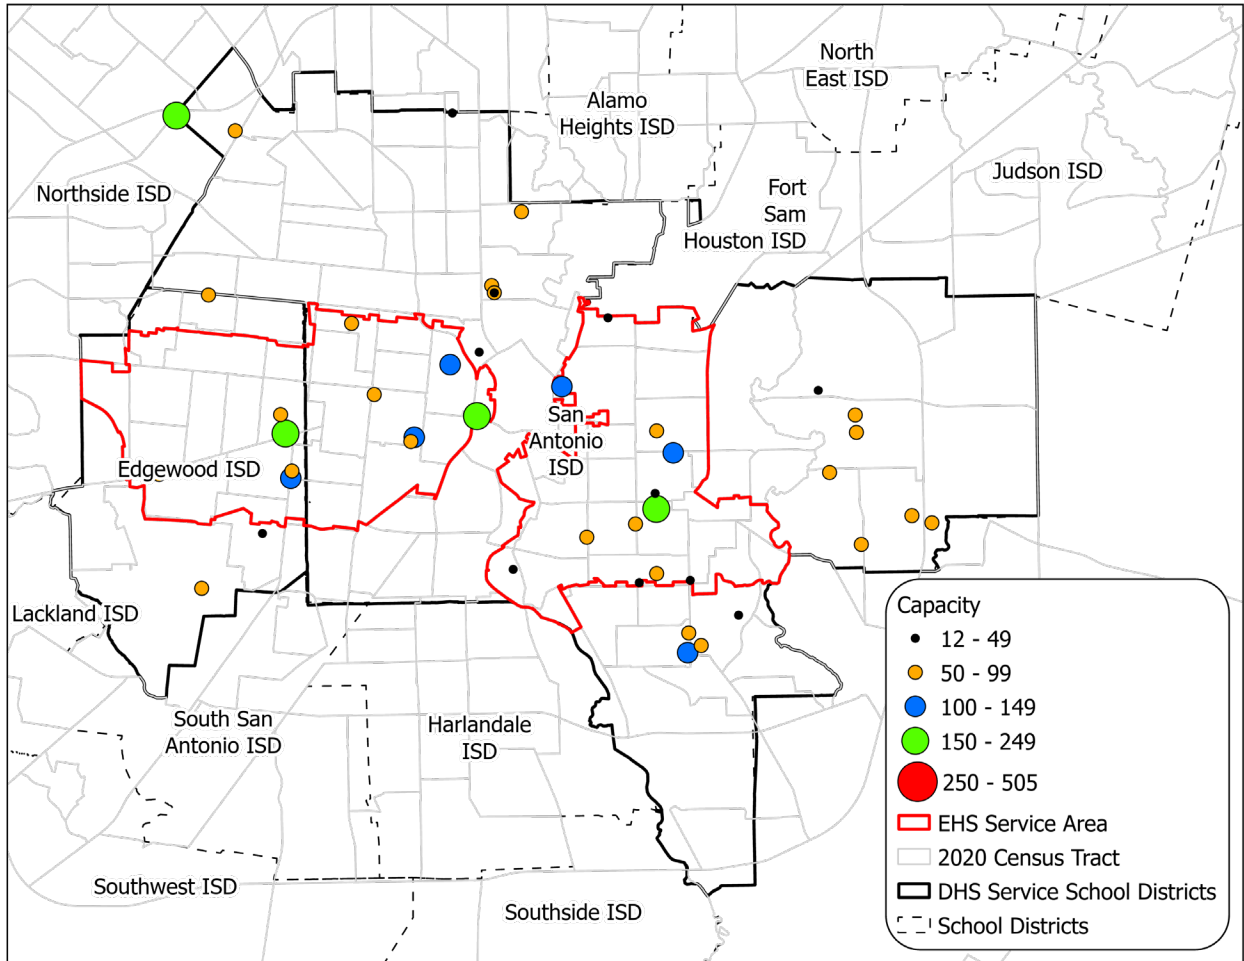 North
East ISD
Alamo
Heights ISD
Judson ISD
Northside ISD
Fort
Sam
Houston ISD
San
Antonio
ISD
Edgewood ISD
Lackland ISD
South San
Antonio ISD
Harlandale
ISD
Southwest ISD
Southside ISD
Capacity
12 - 49
50 - 99
100 - 149
150 - 249
250 - 505
EHS Service Area
2020 Census Tract
DHS Service School Districts
School Districts